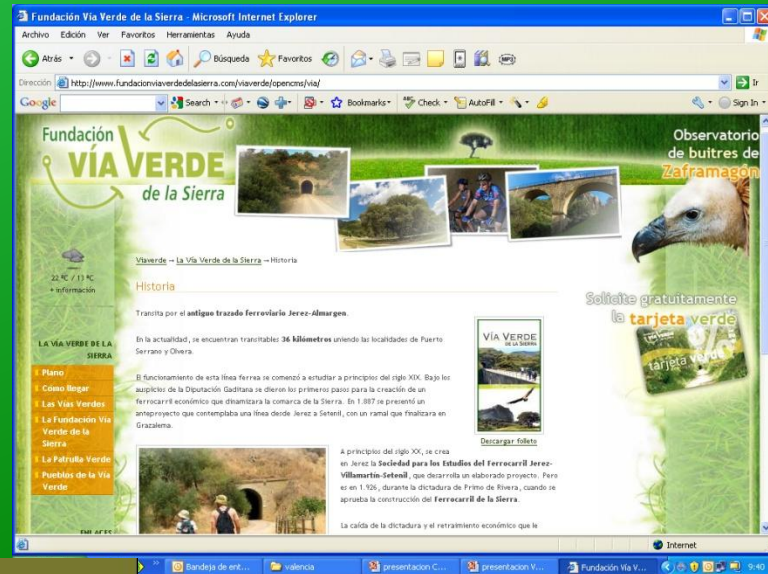 Fundación Vía Verde de la Sierra - Microsoft Internet Explorer
Archivo Edición Ver Favoritos Herramientas Ayuda
Atrás Búsqueda Favoritos
Dirección http://www.fundacionviaverdedelasierra.com/viaverde/opencms/via/ Ir
Google Search Bookmarks Check AutoFill Sign In
Fundación
VÍA VERDE
de la Sierra
Observatorio
de buitres de
Zaframagón
22 ºC / 13 ºC
+ información
Viaverde → La Vía Verde de la Sierra → Historia
Historia
Transita por el antiguo trazado ferroviario Jerez-Almargen.
En la actualidad, se encuentran transitables 36 kilómetros uniendo las localidades de Puerto
Serrano y Olvera.
El funcionamiento de esta línea ferrea se comenzó a estudiar a principios del siglo XIX. Bajo los
auspicios de la Diputación Gaditana se dieron los primeros pasos para la creación de un
ferrocarril económico que dinamizara la comarca de la Sierra. En 1.887 se presentó un
anteproyecto que contemplaba una línea desde Jerez a Setenil, con un ramal que finalizara en
Grazalema.
VÍA VERDE
DE LA SIERRA
Descargar folleto
A principios del siglo XX, se crea
en Jerez la Sociedad para los Estudios del Ferrocarril Jerez-
Villamartín-Setenil, que desarrolla un elaborado proyecto. Pero
es en 1.926, durante la dictadura de Primo de Rivera, cuando se
aprueba la construcción del Ferrocarril de la Sierra.
La caída de la dictadura y el retraimiento económico que le
LA VÍA VERDE DE LA
SIERRA
Plano
Cómo llegar
Las Vías Verdes
La Fundación Vía
Verde de la
Sierra
La Patrulla Verde
Pueblos de la Vía
Verde
ENLACES
Solicite gratuitamente
la tarjeta verde
tarjeta verde
Internet
Bandeja de ent... valencia presentacion C... presentacion V... Fundación Vía V... 9:40